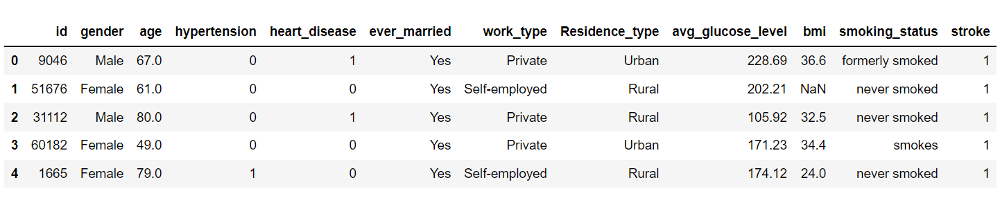 id gender age hypertension heart_disease ever_married work_type Residence_type avg_glucose_level bmi smoking_status stroke
0 9046 Male 67.0 0 1 Yes Private Urban 228.69 36.6 formerly smoked 1
1 51676 Female 61.0 0 0 Yes Self-employed Rural 202.21 NaN never smoked 1
2 31112 Male 80.0 0 1 Yes Private Rural 105.92 32.5 never smoked 1
3 60182 Female 49.0 0 0 Yes Private Urban 171.23 34.4 smokes 1
4 1665 Female 79.0 1 0 Yes Self-employed Rural 174.12 24.0 never smoked 1